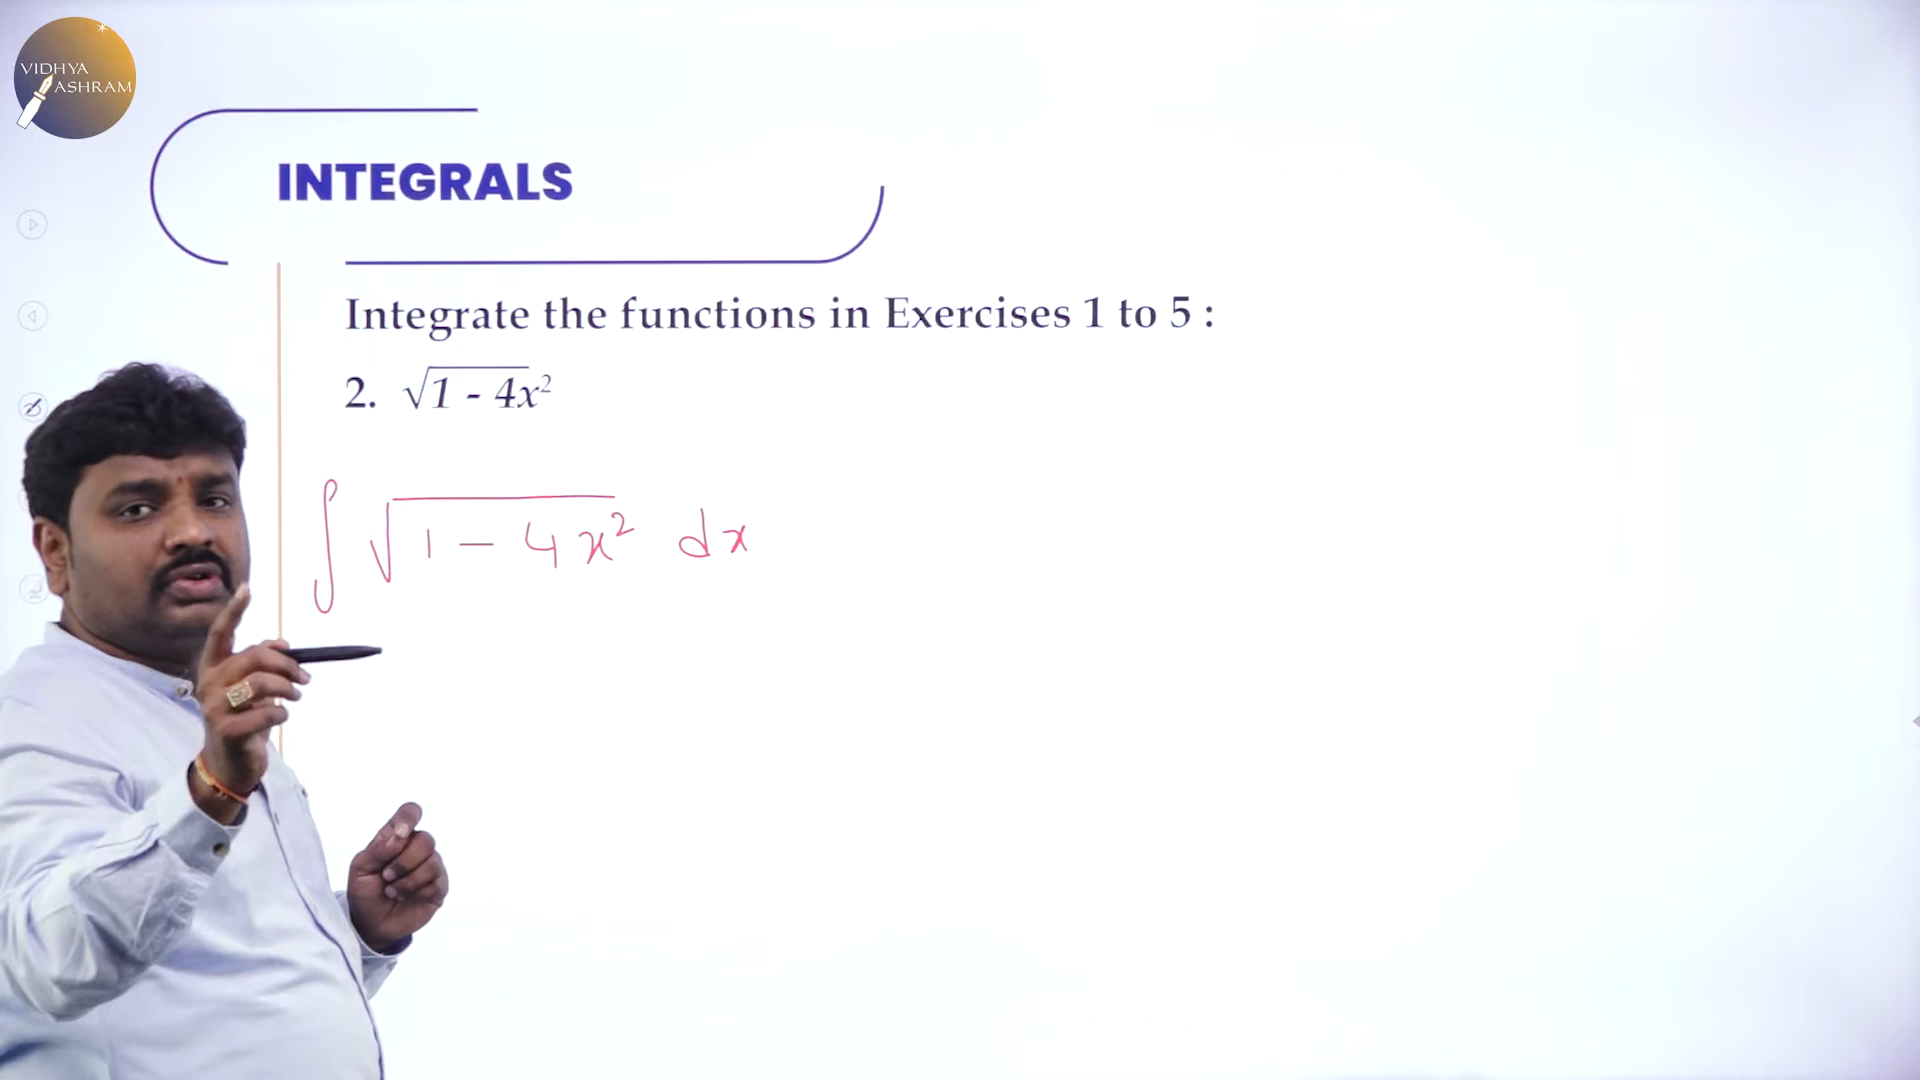 VIDHYA
ASHRAM
INTEGRALS
Integrate the functions in Exercises 1 to 5 :
2. √1 - 4x²
∫ √1 − 4x² dx